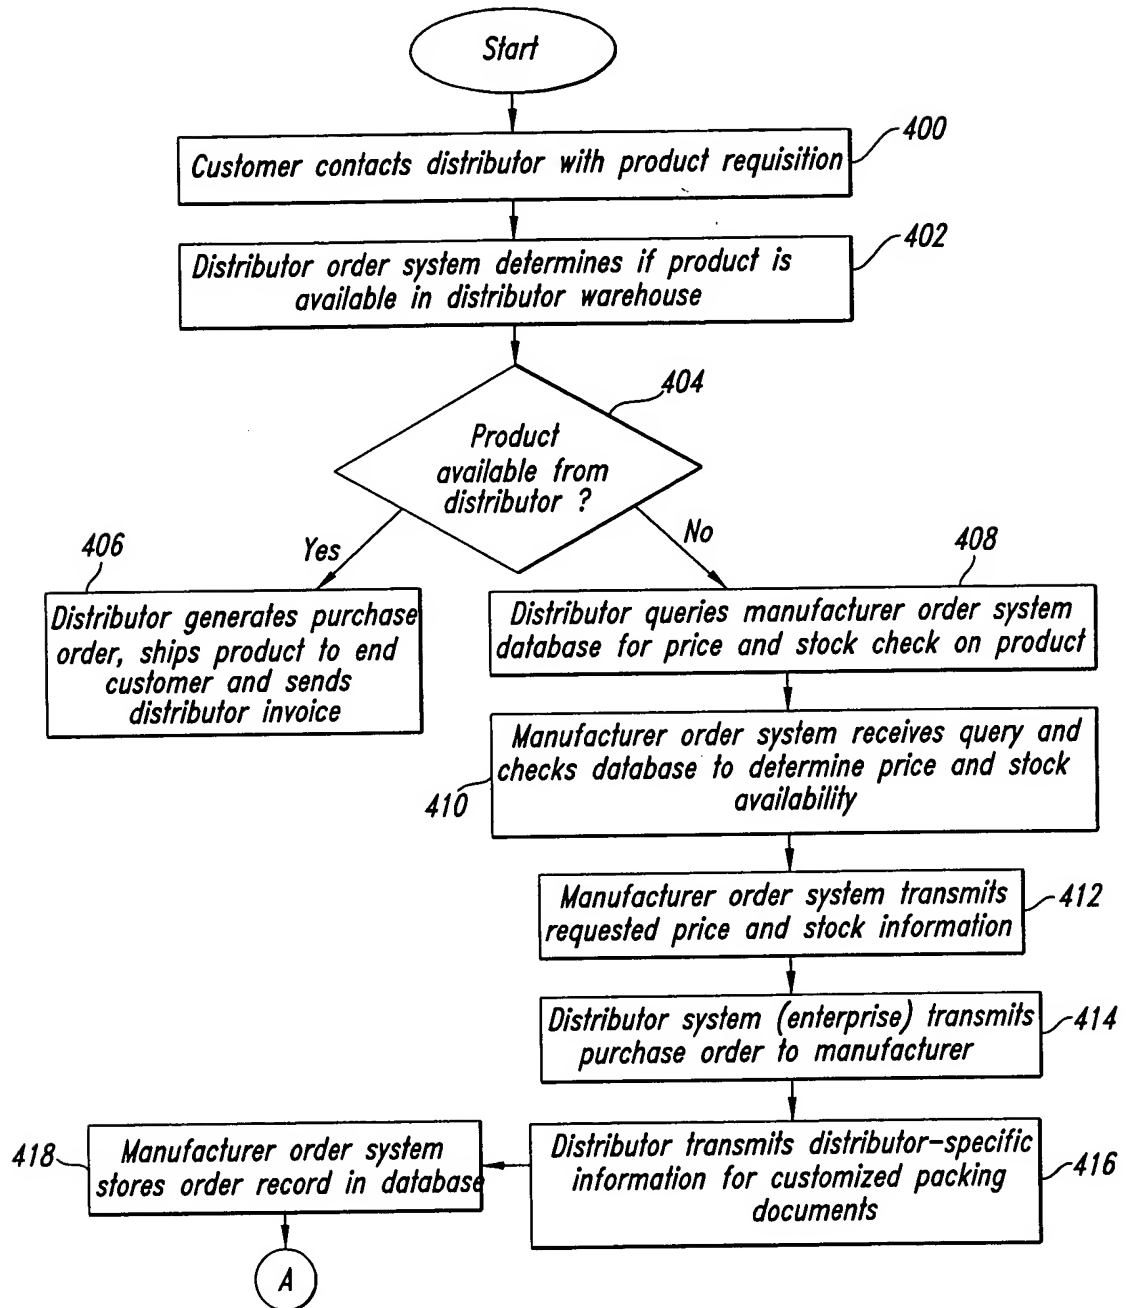 Start
400
Customer contacts distributor with product requisition
402
Distributor order system determines if product is
available in distributor warehouse
404
Product
available from
distributor ?
Yes
No
406
Distributor generates purchase
order, ships product to end
customer and sends
distributor invoice
408
Distributor queries manufacturer order system
database for price and stock check on product
Manufacturer order system receives query and
checks database to determine price and stock
availability
410
Manufacturer order system transmits
requested price and stock information
412
Distributor system (enterprise) transmits
purchase order to manufacturer
414
Distributor transmits distributor-specific
information for customized packing
documents
416
418
Manufacturer order system
stores order record in database
A